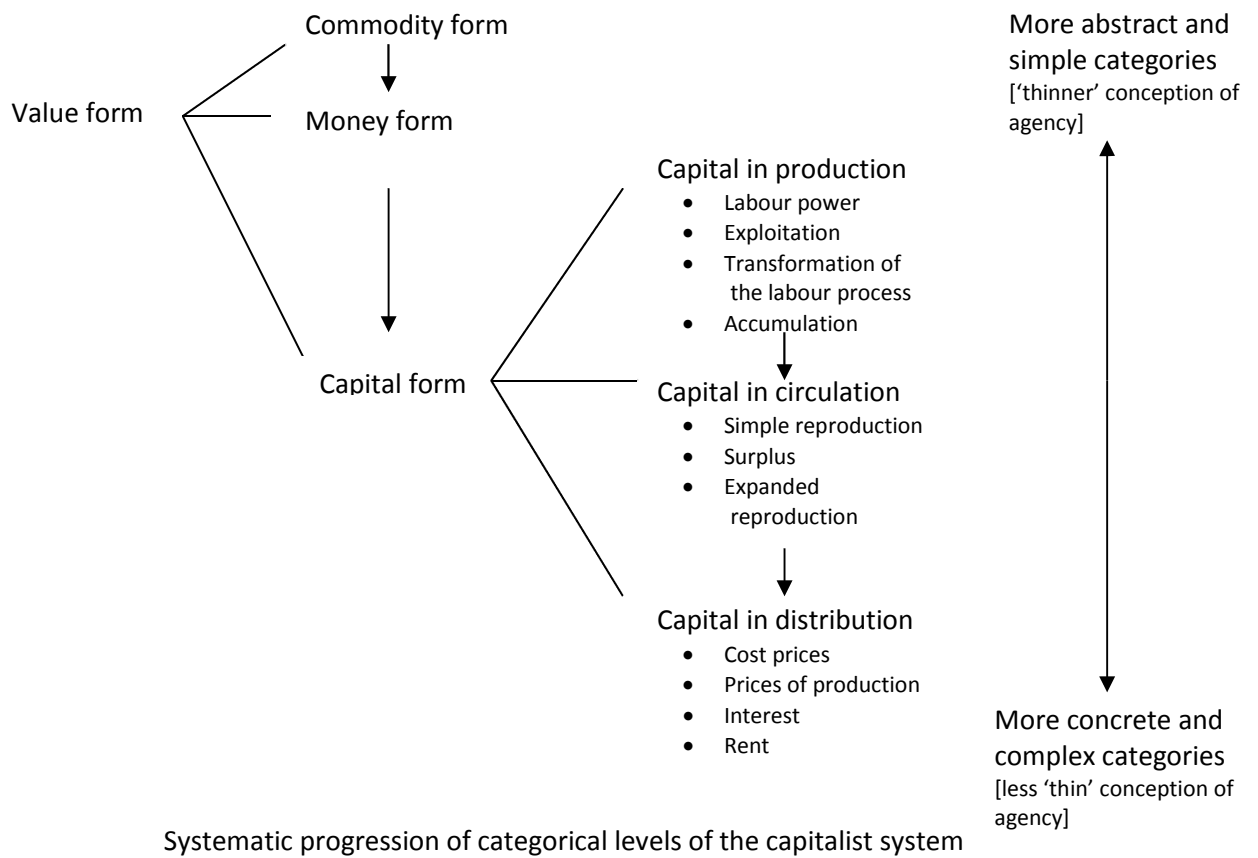 Commodity form
Value form
Money form
Capital form
Capital in production
• Labour power
• Exploitation
• Transformation of
the labour process
• Accumulation
Capital in circulation
• Simple reproduction
• Surplus
• Expanded
reproduction
Capital in distribution
• Cost prices
• Prices of production
• Interest
• Rent
More abstract and
simple categories
[‘thinner’ conception of
agency]
More concrete and
complex categories
[less ‘thin’ conception of
agency]
Systematic progression of categorical levels of the capitalist system